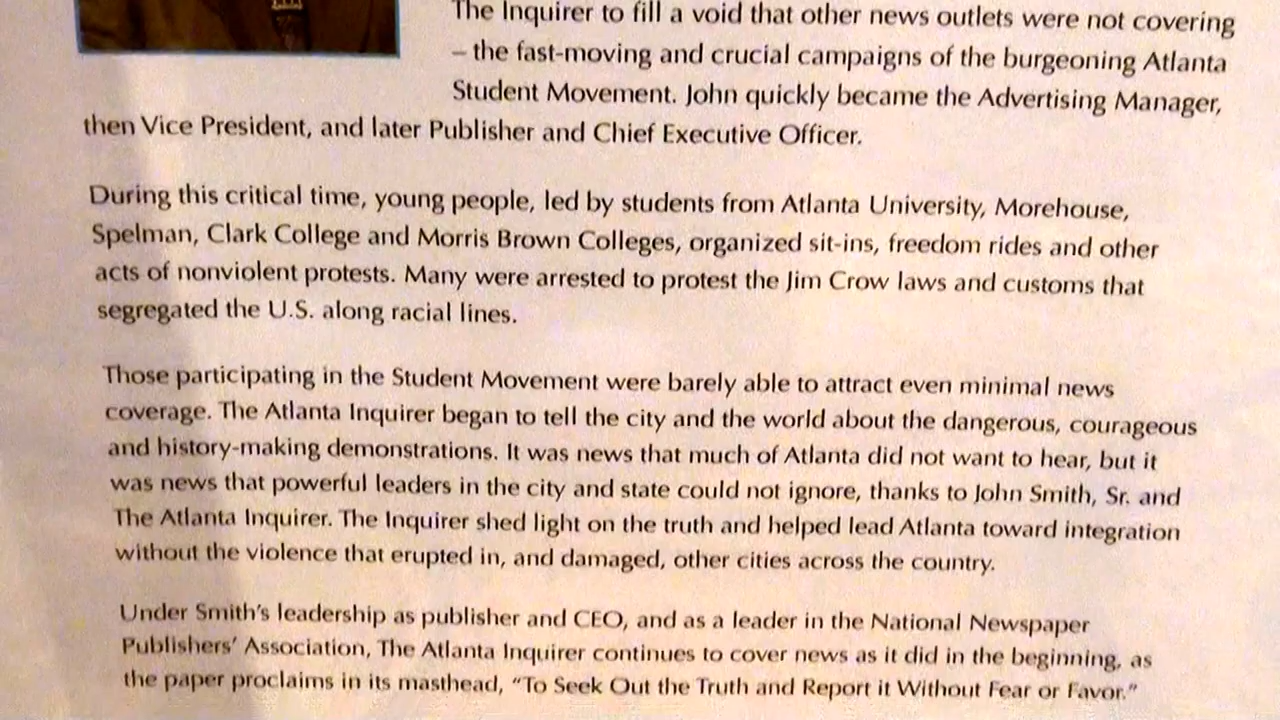 The Inquirer to fill a void that other news outlets were not covering
– the fast-moving and crucial campaigns of the burgeoning Atlanta
Student Movement. John quickly became the Advertising Manager,
then Vice President, and later Publisher and Chief Executive Officer.
During this critical time, young people, led by students from Atlanta University, Morehouse,
Spelman, Clark College and Morris Brown Colleges, organized sit-ins, freedom rides and other
acts of nonviolent protests. Many were arrested to protest the Jim Crow laws and customs that
segregated the U.S. along racial lines.
Those participating in the Student Movement were barely able to attract even minimal news
coverage. The Atlanta Inquirer began to tell the city and the world about the dangerous, courageous
and history-making demonstrations. It was news that much of Atlanta did not want to hear, but it
was news that powerful leaders in the city and state could not ignore, thanks to John Smith, Sr. and
The Atlanta Inquirer. The Inquirer shed light on the truth and helped lead Atlanta toward integration
without the violence that erupted in, and damaged, other cities across the country.
Under Smith's leadership as publisher and CEO, and as a leader in the National Newspaper
Publishers' Association, The Atlanta Inquirer continues to cover news as it did in the beginning, as
the paper proclaims in its masthead, "To Seek Out the Truth and Report it Without Fear or Favor."